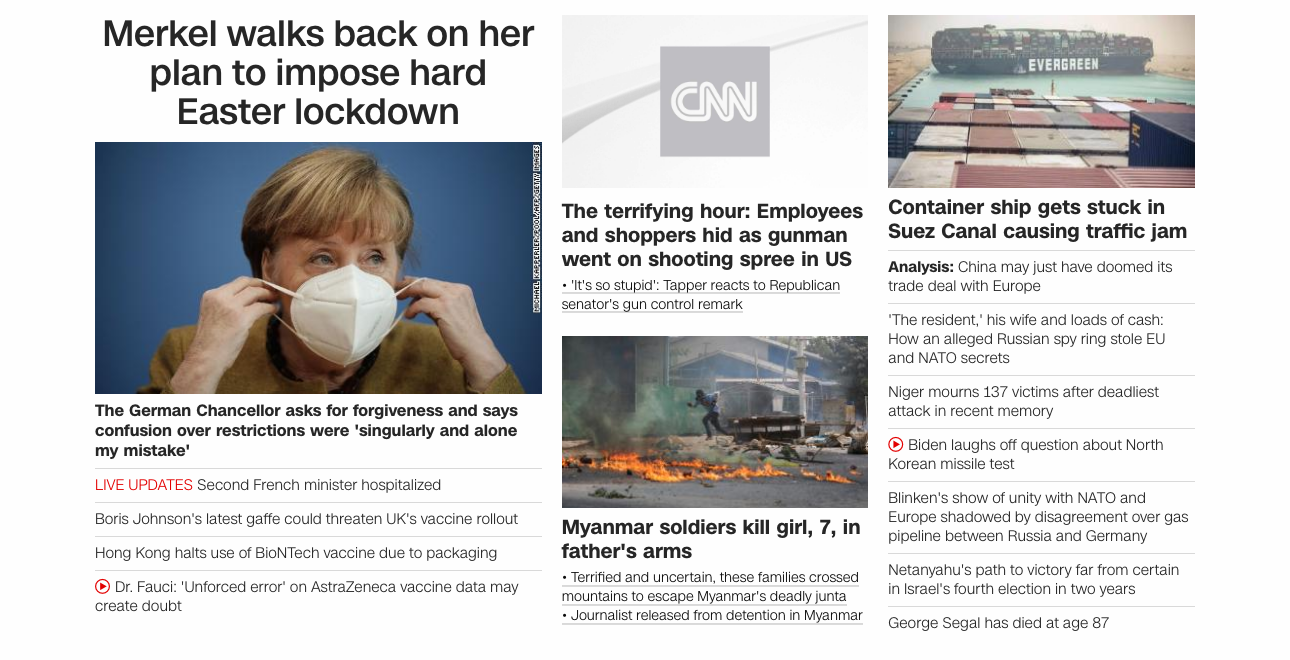 Merkel walks back on her
plan to impose hard
Easter lockdown
MICHAEL KAPPELER/POOL/AFP/GETTY IMAGES
The German Chancellor asks for forgiveness and says
confusion over restrictions were 'singularly and alone
my mistake'
LIVE UPDATES Second French minister hospitalized
Boris Johnson's latest gaffe could threaten UK's vaccine rollout
Hong Kong halts use of BioNTech vaccine due to packaging
Dr. Fauci: 'Unforced error' on AstraZeneca vaccine data may
create doubt
CNN
The terrifying hour: Employees
and shoppers hid as gunman
went on shooting spree in US
• 'It's so stupid': Tapper reacts to Republican
senator's gun control remark
Myanmar soldiers kill girl, 7, in
father's arms
• Terrified and uncertain, these families crossed
mountains to escape Myanmar's deadly junta
• Journalist released from detention in Myanmar
EVERGREEN
Container ship gets stuck in
Suez Canal causing traffic jam
Analysis: China may just have doomed its
trade deal with Europe
'The resident,' his wife and loads of cash:
How an alleged Russian spy ring stole EU
and NATO secrets
Niger mourns 137 victims after deadliest
attack in recent memory
Biden laughs off question about North
Korean missile test
Blinken's show of unity with NATO and
Europe shadowed by disagreement over gas
pipeline between Russia and Germany
Netanyahu's path to victory far from certain
in Israel's fourth election in two years
George Segal has died at age 87